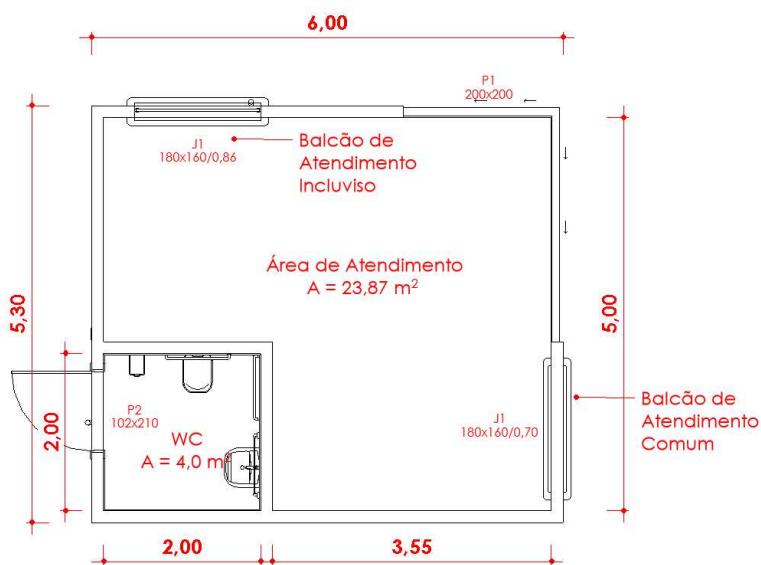 6,00
P1
200x200
J1
180x160/0,86
Balcão de
Atendimento
Incluviso
Área de Atendimento
A = 23,87 m²
5,30
5,00
P2
102x210
WC
A = 4,0 m²
2,00
J1
180x160/0,70
Balcão de
Atendimento
Comum
2,00
3,55